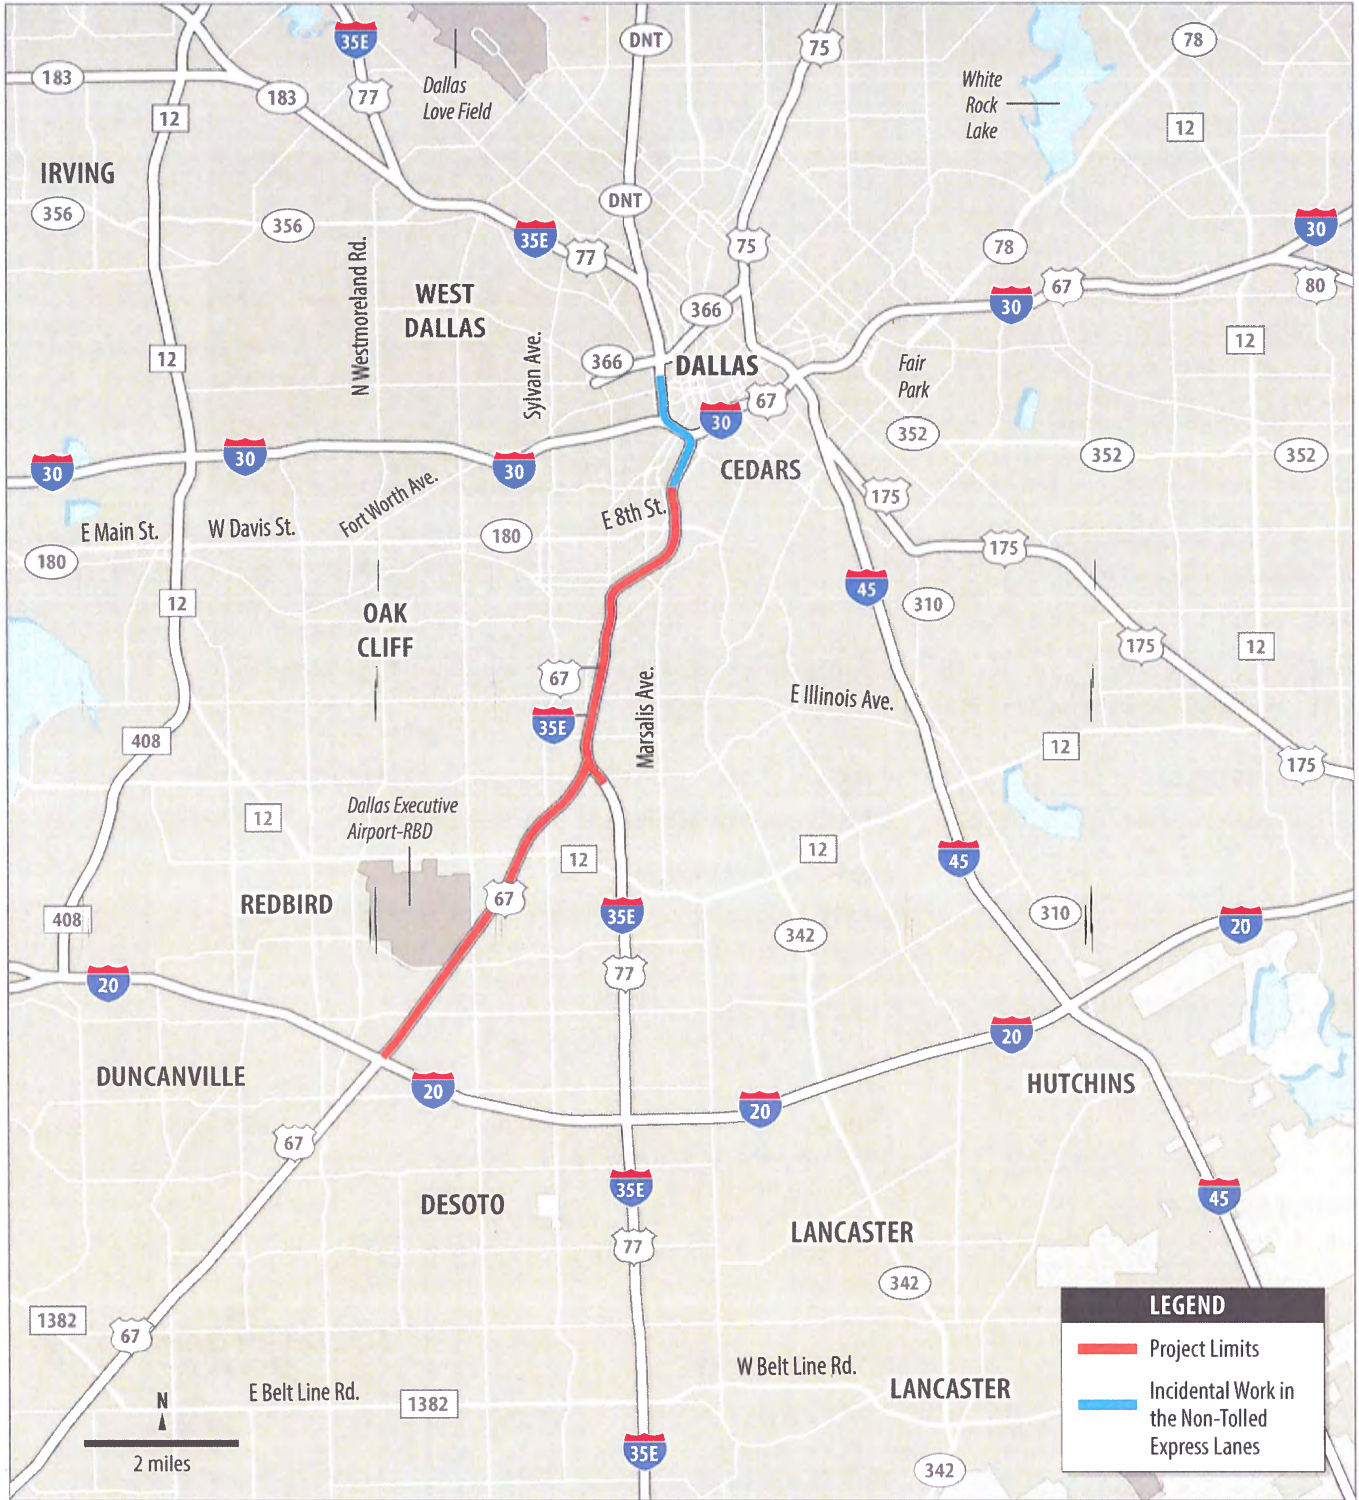 35E
DNT
75
78
183
77
183
Dallas
Love Field
White
Rock
Lake
12
12
IRVING
356
356
DNT
35E
77
75
78
30
N Westmoreland Rd.
WEST
DALLAS
366
30
67
80
Sylvan Ave.
12
366
DALLAS
12
Fair
Park
67
30
352
352
352
30
30
30
CEDARS
Fort Worth Ave.
E 8th St.
175
E Main St.
W Davis St.
180
180
175
45
310
12
OAK
CLIFF
175
12
67
35E
Marsalis Ave.
E Illinois Ave.
408
12
175
Dallas Executive
Airport-RBD
12
12
12
45
REDBIRD
67
35E
408
342
310
20
77
20
20
DUNCANVILLE
20
20
HUTCHINS
67
DESOTO
35E
45
77
LANCASTER
342
1382
67
LEGEND
Project Limits
Incidental Work in
the Non-Tolled
Express Lanes
W Belt Line Rd.
E Belt Line Rd.
1382
LANCASTER
N
2 miles
35E
342